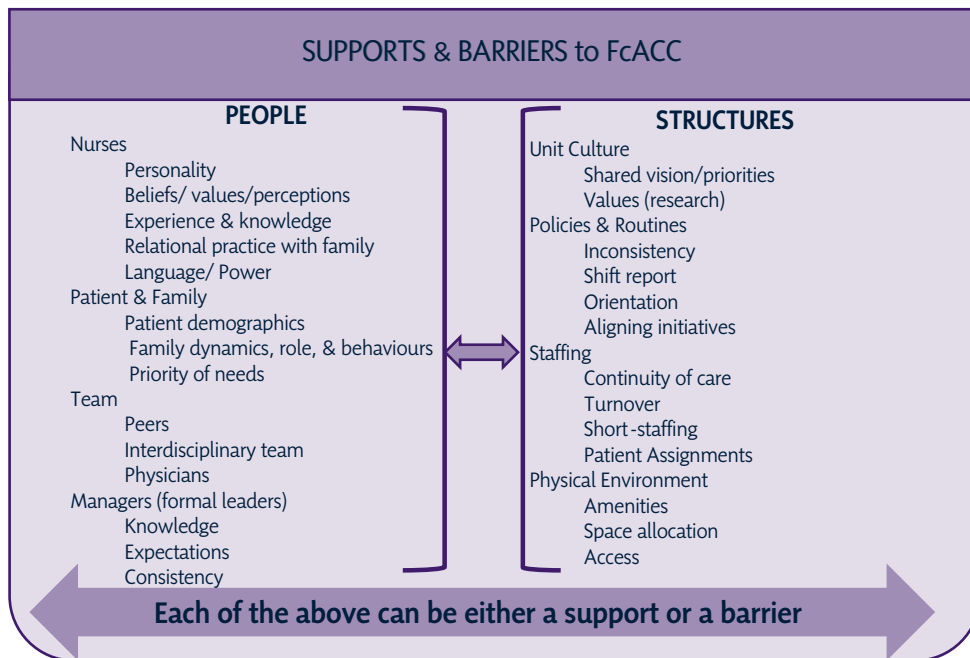 SUPPORTS & BARRIERS to FcACC
PEOPLE
Nurses
Personality
Beliefs/ values/perceptions
Experience & knowledge
Relational practice with family
Language/ Power
Patient & Family
Patient demographics
Family dynamics, role, & behaviours
Priority of needs
Team
Peers
Interdisciplinary team
Physicians
Managers (formal leaders)
Knowledge
Expectations
Consistency
STRUCTURES
Unit Culture
Shared vision/priorities
Values (research)
Policies & Routines
Inconsistency
Shift report
Orientation
Aligning initiatives
Staffing
Continuity of care
Turnover
Short-staffing
Patient Assignments
Physical Environment
Amenities
Space allocation
Access
Each of the above can be either a support or a barrier